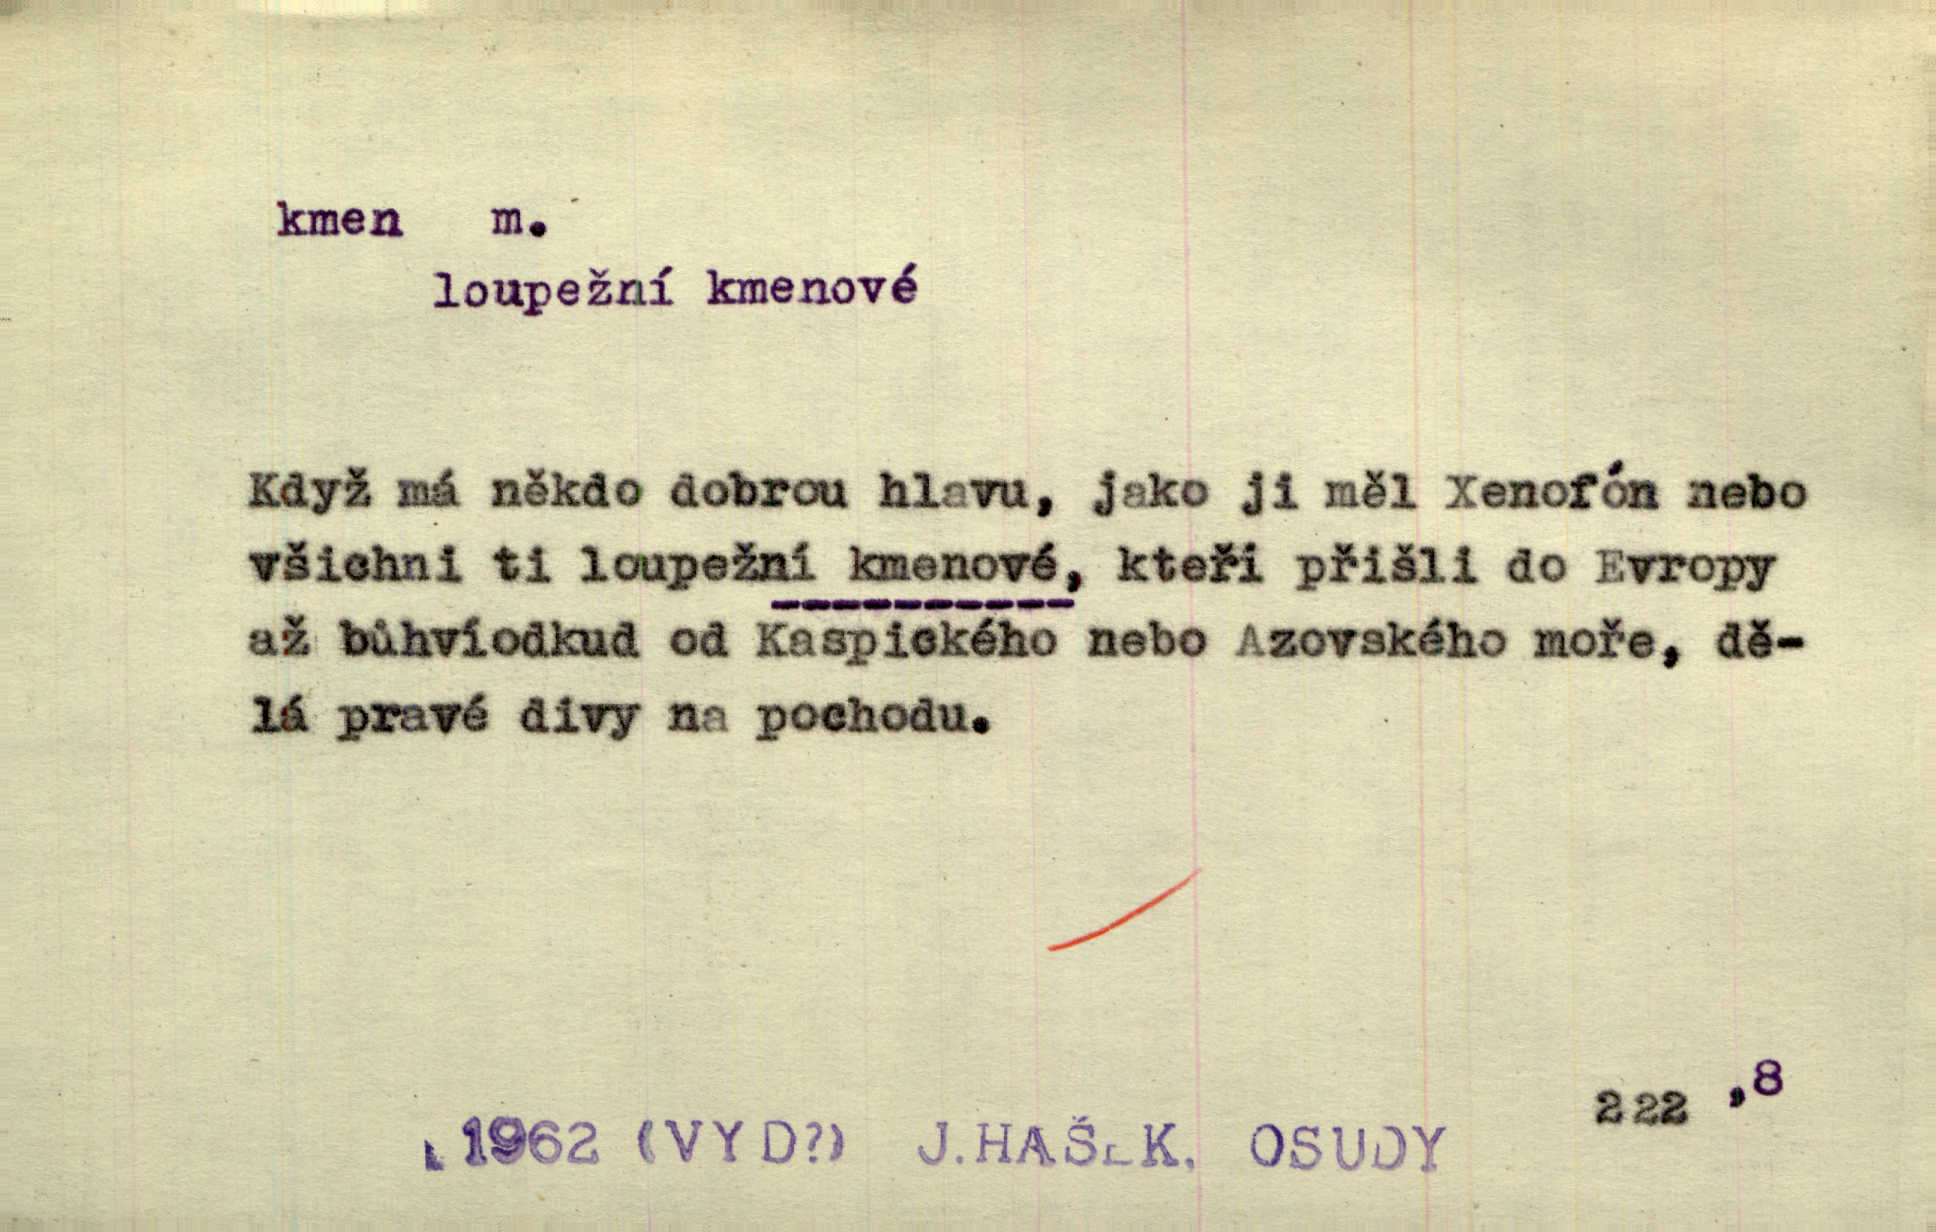 kmen m.
loupežní kmenové
Když má někdo dobrou hlavu, jako ji měl Xenofón nebo
všichni ti loupežní kmenové, kteři přišli do Evropy
až bůhvíodkud od Kaspického nebo Azovského moře, dě-
lá pravé divy na pochodu.
222 ,8
1962 (VYD?) J.HAŠEK. OSUDY